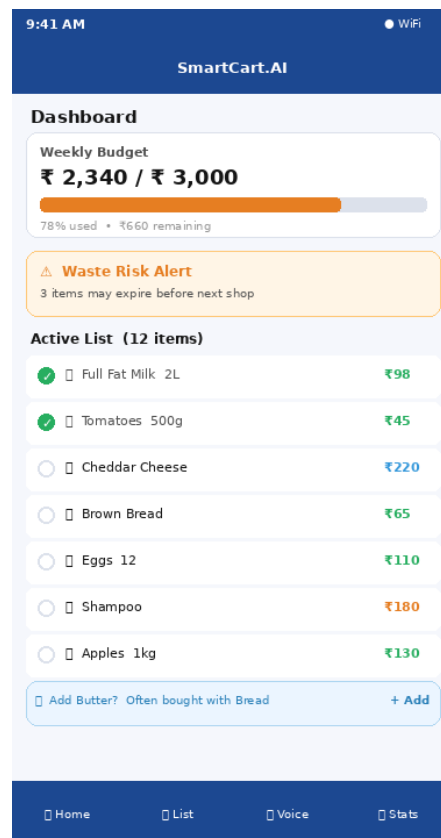 9:41 AM ● WiFi
SmartCart.AI
Dashboard
Weekly Budget
₹ 2,340 / ₹ 3,000
78% used • ₹660 remaining
⚠ Waste Risk Alert
3 items may expire before next shop
Active List (12 items)
✓ Full Fat Milk 2L ₹98
✓ Tomatoes 500g ₹45
Cheddar Cheese ₹220
Brown Bread ₹65
Eggs 12 ₹110
Shampoo ₹180
Apples 1kg ₹130
Add Butter? Often bought with Bread + Add
Home List Voice Stats